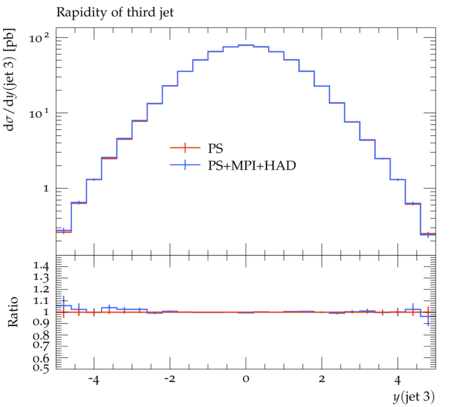 Rapidity of third jet
dσ/dy(jet 3) [pb]
10²
10¹
1
PS
PS+MPI+HAD
Ratio
1.4
1.3
1.2
1.1
1
0.9
0.8
0.7
0.6
0.5
-4 -2 0 2 4
y(jet 3)